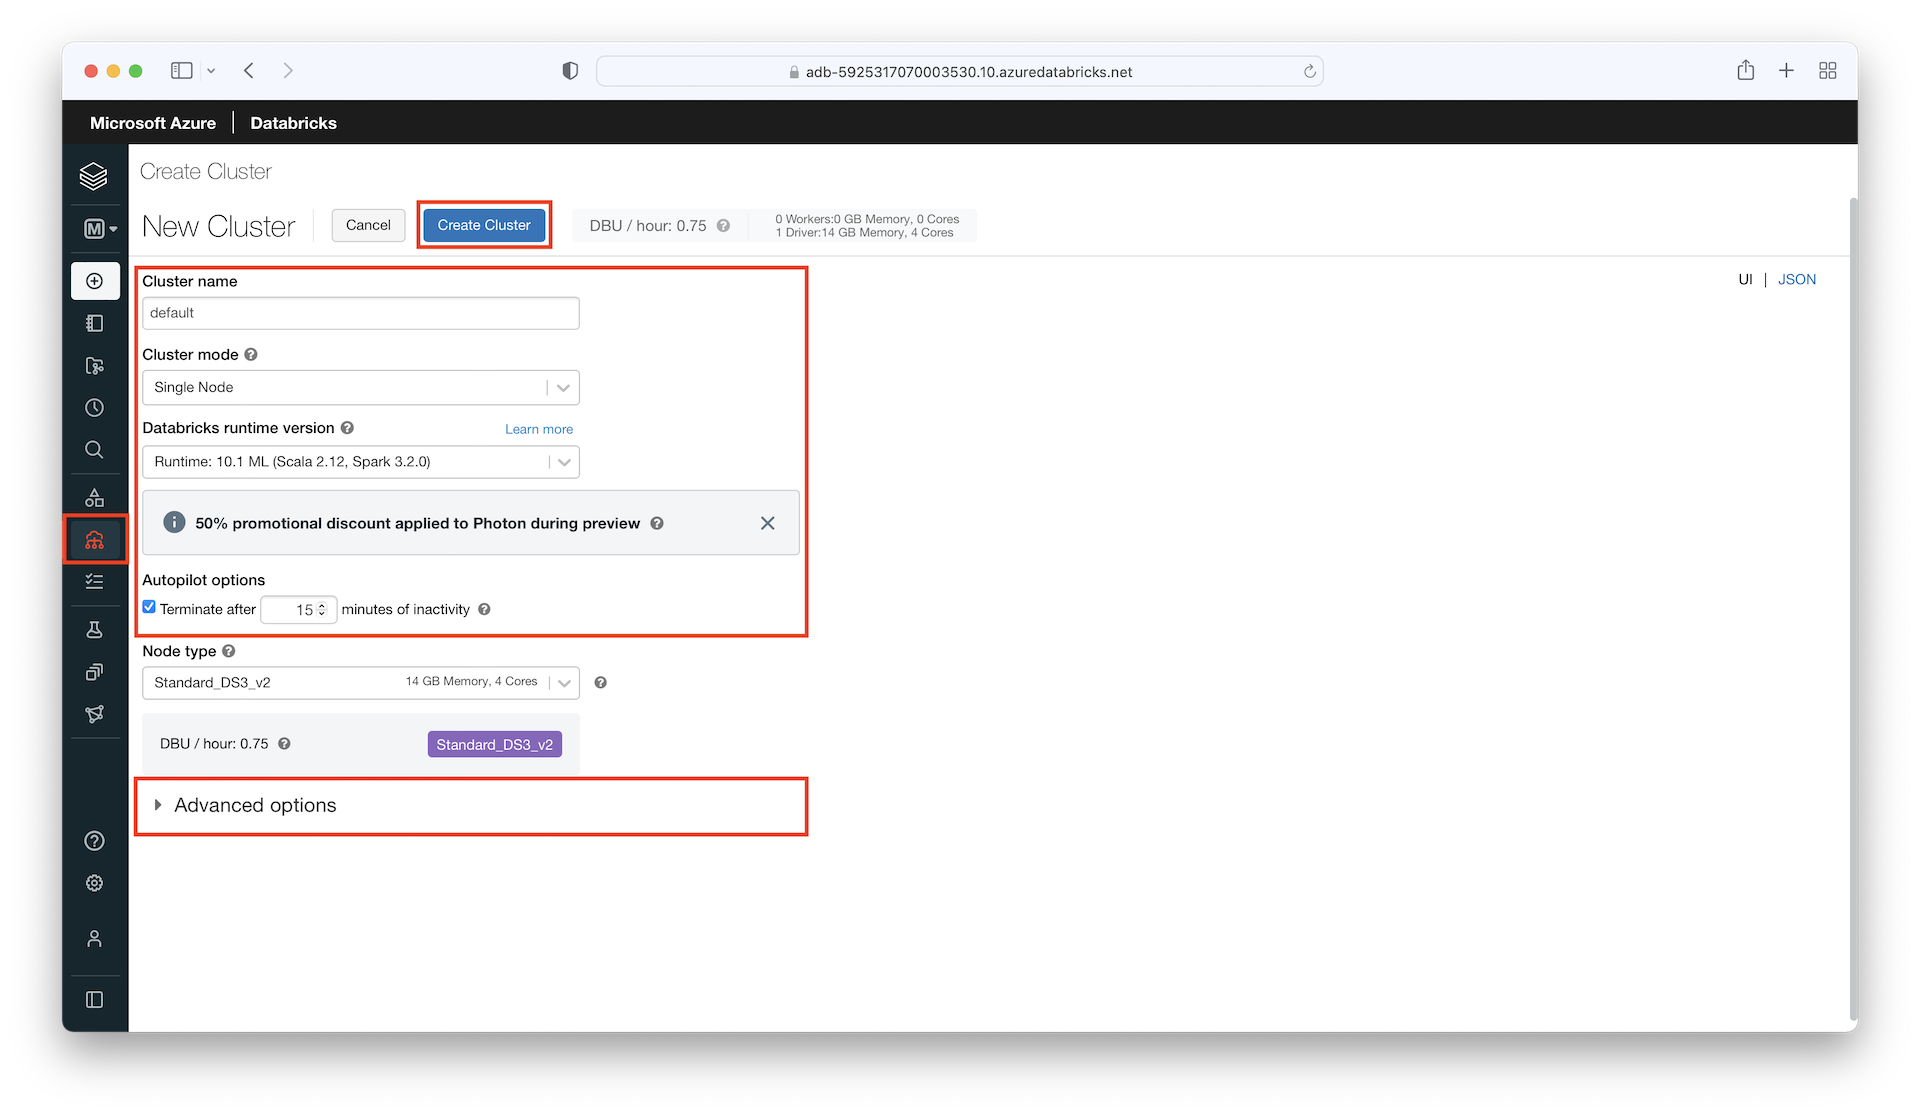 adb-5925317070003530.10.azuredatabricks.net
Microsoft Azure | Databricks
Create Cluster
M
New Cluster
Cancel
Create Cluster
DBU / hour: 0.75 ?
0 Workers:0 GB Memory, 0 Cores
1 Driver:14 GB Memory, 4 Cores
UI | JSON
Cluster name
default
Cluster mode ?
Single Node
Databricks runtime version ?
Learn more
Runtime: 10.1 ML (Scala 2.12, Spark 3.2.0)
i 50% promotional discount applied to Photon during preview ?
Autopilot options
Terminate after 15 minutes of inactivity ?
Node type ?
Standard_DS3_v2 14 GB Memory, 4 Cores ?
DBU / hour: 0.75 ? Standard_DS3_v2
Advanced options
?